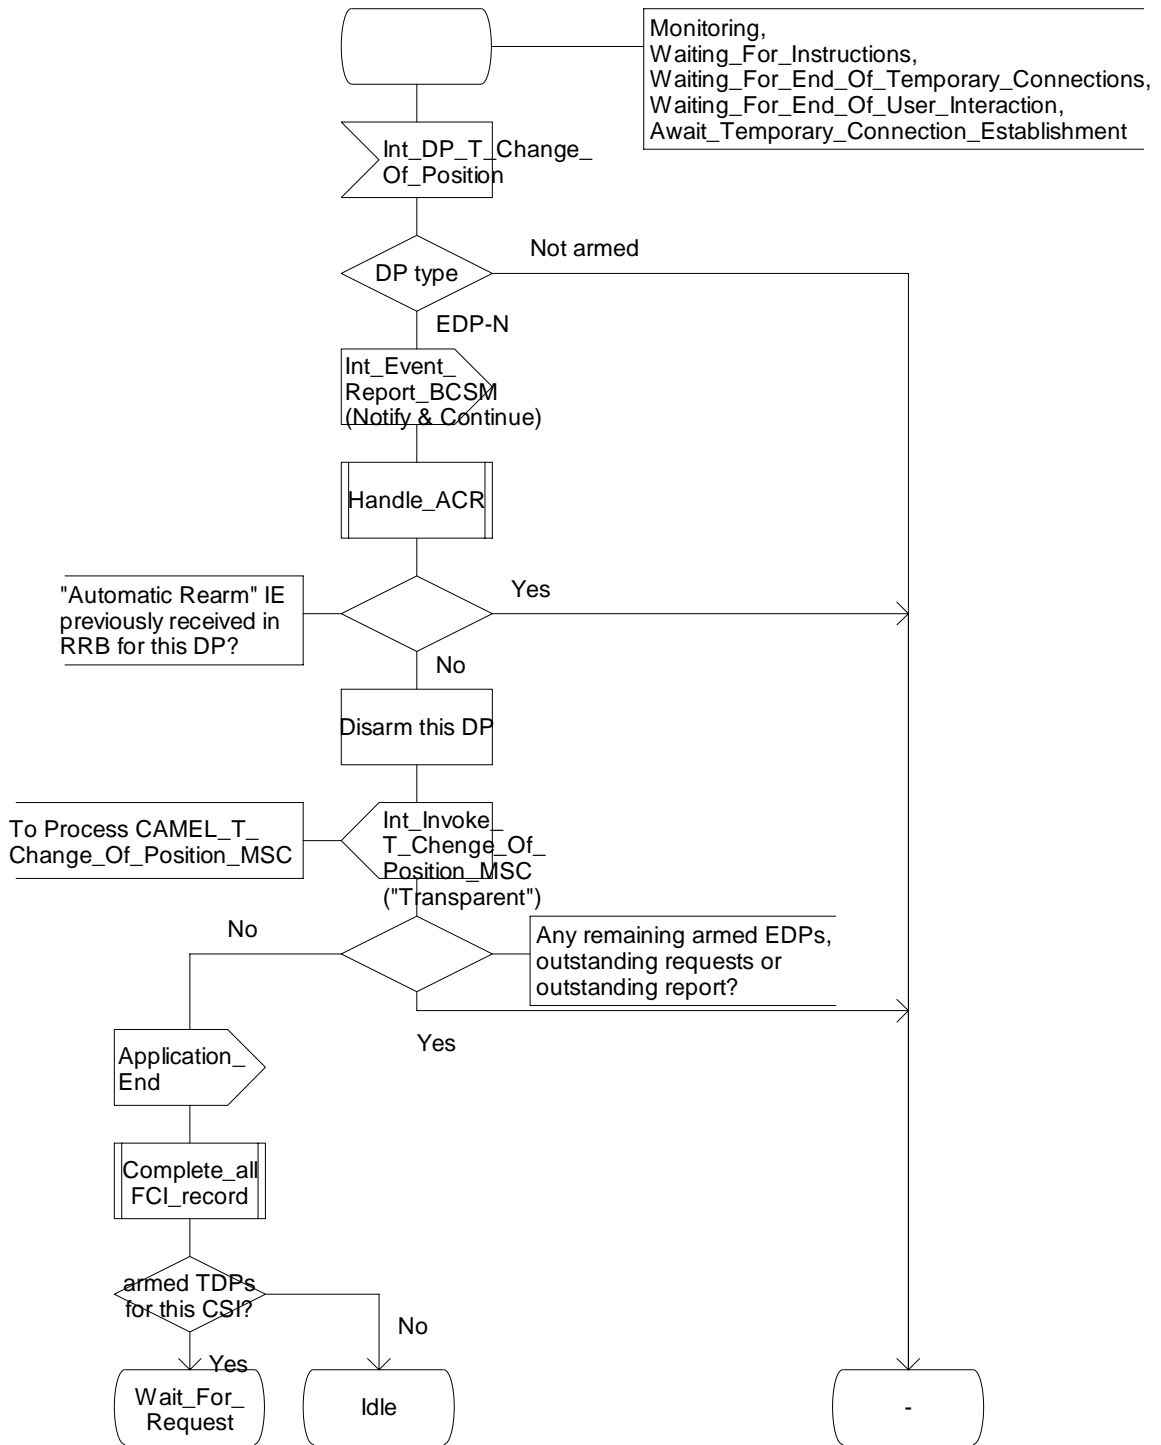 Monitoring,
Waiting_For_Instructions,
Waiting_For_End_Of_Temporary_Connections,
Waiting_For_End_Of_User_Interaction,
Await_Temporary_Connection_Establishment
Int_DP_T_Change_
Of_Position
Not armed
DP type
EDP-N
Int_Event_
Report_BCSM
(Notify & Continue)
Handle_ACR
"Automatic Rearm" IE
previously received in
RRB for this DP?
Yes
No
Disarm this DP
To Process CAMEL_T_
Change_Of_Position_MSC
Int_Invoke_
T_Chenge_Of_
Position_MSC
("Transparent")
No
Any remaining armed EDPs,
outstanding requests or
outstanding report?
Yes
Application_
End
Complete_all
FCI_record
armed TDPs
for this CSI?
No
Yes
Wait_For_
Request
Idle
-